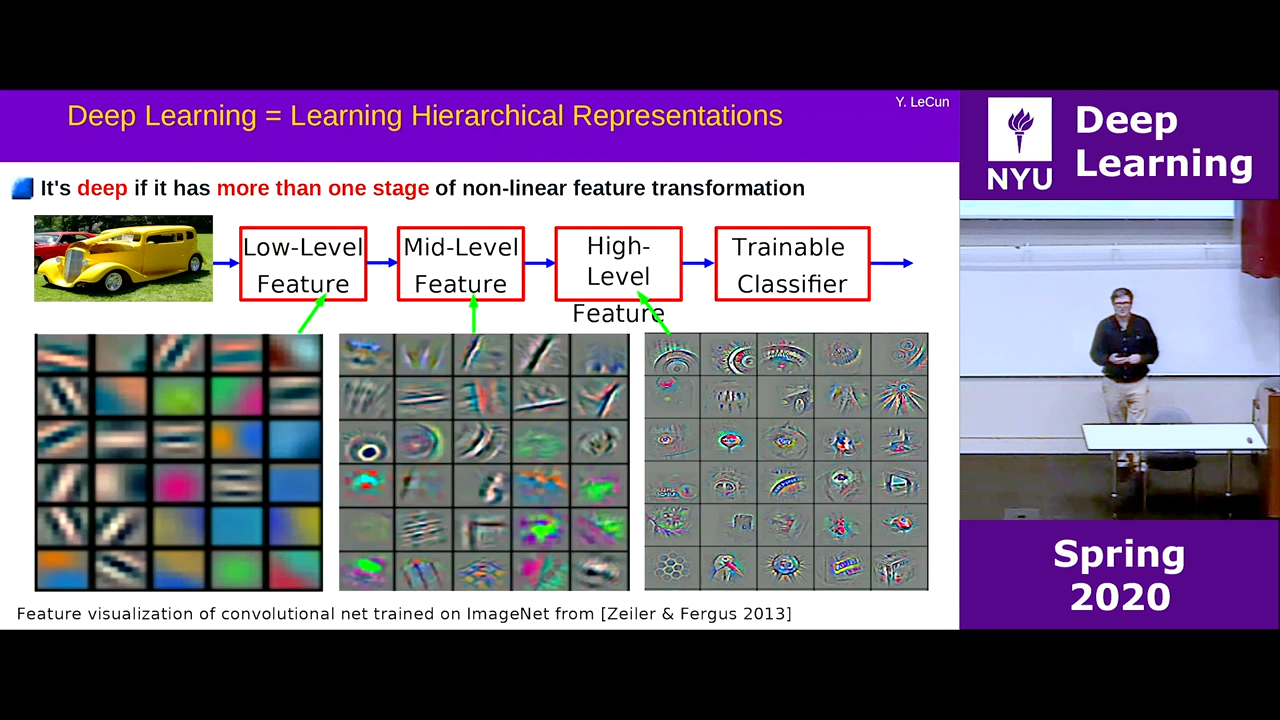 Deep Learning = Learning Hierarchical Representations
Y. LeCun
It's deep if it has more than one stage of non-linear feature transformation
Low-Level
Feature
Mid-Level
Feature
High-
Level
Feature
Trainable
Classifier
Feature visualization of convolutional net trained on ImageNet from [Zeiler & Fergus 2013]
NYU
Deep
Learning
Spring
2020